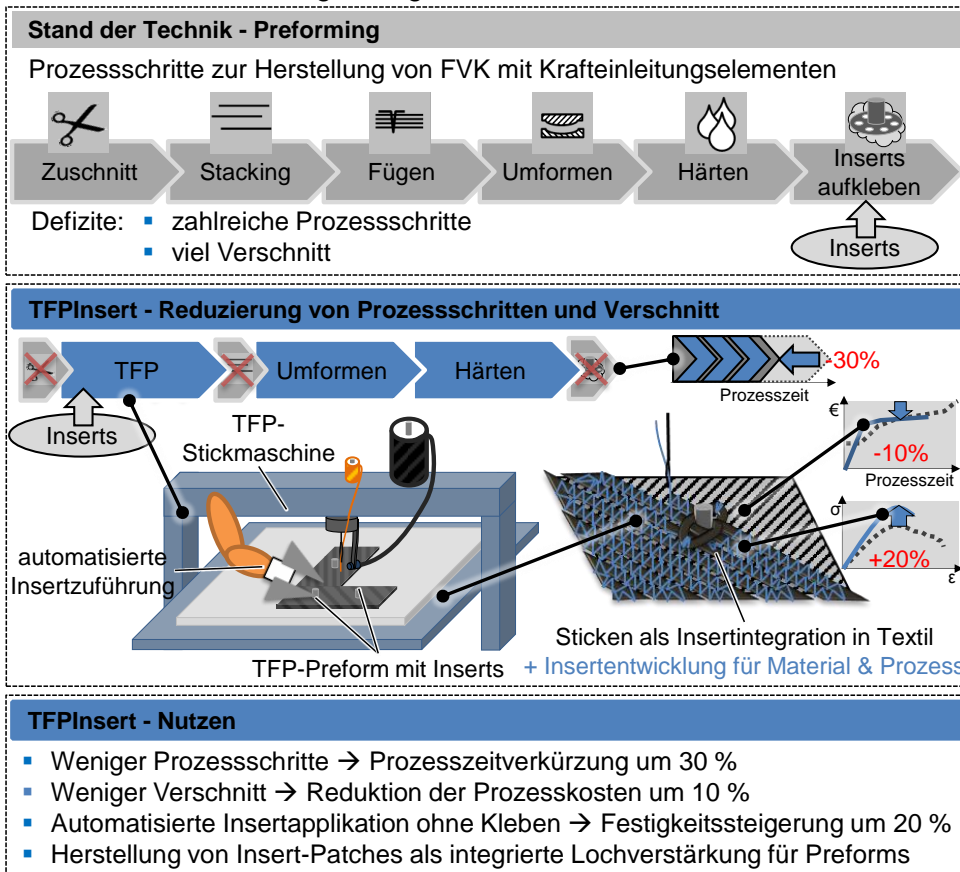 Stand der Technik - Preforming
Prozessschritte zur Herstellung von FVK mit Krafteinleitungselementen
Zuschnitt
Stacking
Fügen
Umformen
Härten
Inserts
aufkleben
Defizite:
▪ zahlreiche Prozessschritte
▪ viel Verschnitt
Inserts
TFPInsert - Reduzierung von Prozessschritten und Verschnitt
TFP
Umformen
Härten
-30%
Prozesszeit
Inserts
TFP-
Stickmaschine
€
-10%
Prozesszeit
σ
+20%
ε
automatisierte
Insertzuführung
TFP-Preform mit Inserts
Sticken als Insertintegration in Textil
+ Insertentwicklung für Material & Prozess
TFPInsert - Nutzen
▪ Weniger Prozessschritte → Prozesszeitverkürzung um 30 %
▪ Weniger Verschnitt → Reduktion der Prozesskosten um 10 %
▪ Automatisierte Insertapplikation ohne Kleben → Festigkeitssteigerung um 20 %
▪ Herstellung von Insert-Patches als integrierte Lochverstärkung für Preforms